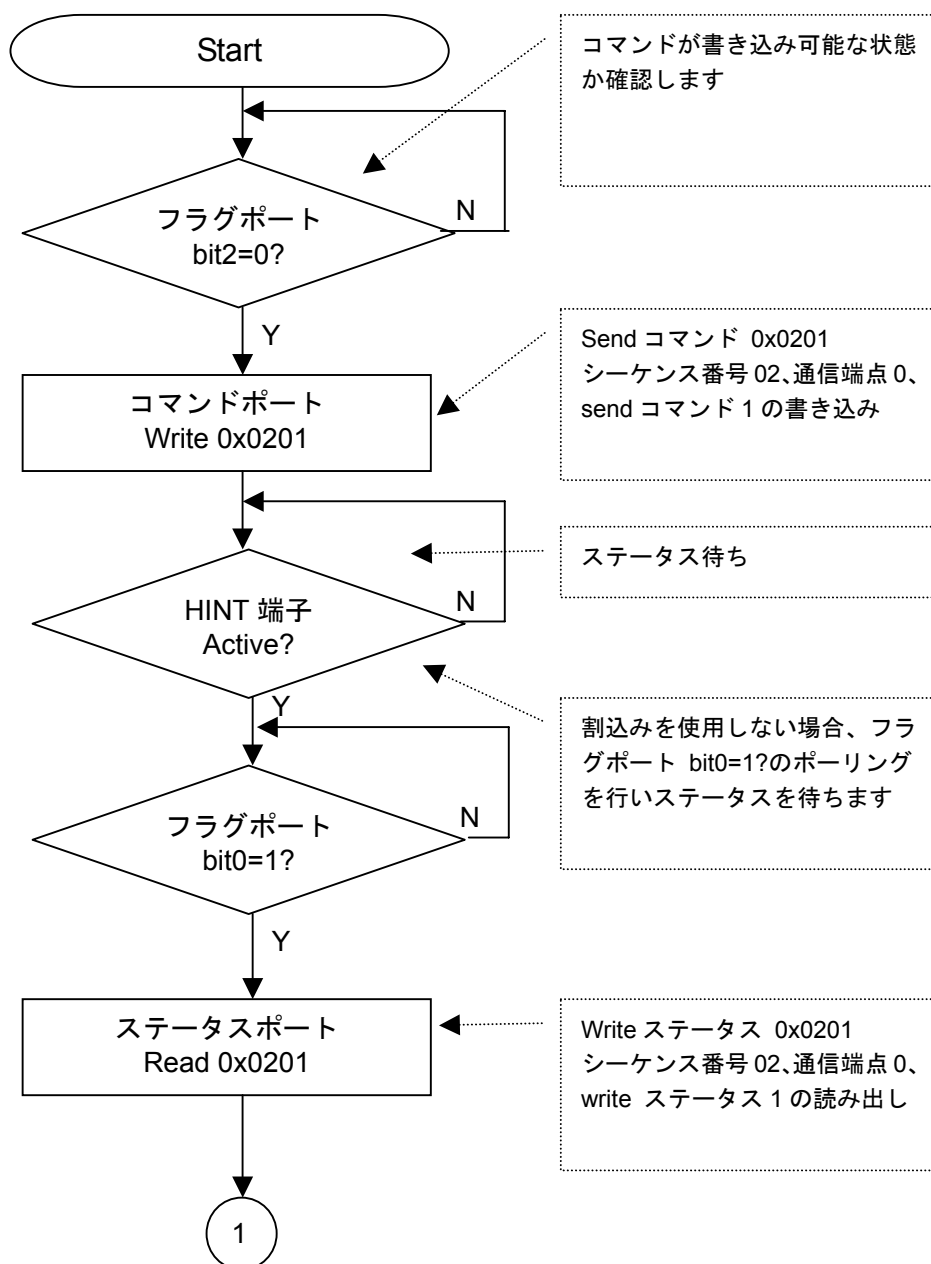 Start
コマンドが書き込み可能な状態
か確認します
フラグポート
bit2=0?
N
Y
Send コマンド 0x0201
シーケンス番号 02、通信端点 0、
send コマンド 1 の書き込み
コマンドポート
Write 0x0201
ステータス待ち
HINT 端子
Active?
N
Y
割込みを使用しない場合、フラ
グポート bit0=1?のポーリング
を行いステータスを待ちます
フラグポート
bit0=1?
N
Y
ステータスポート
Read 0x0201
Write ステータス 0x0201
シーケンス番号 02、通信端点 0、
write ステータス 1 の読み出し
1